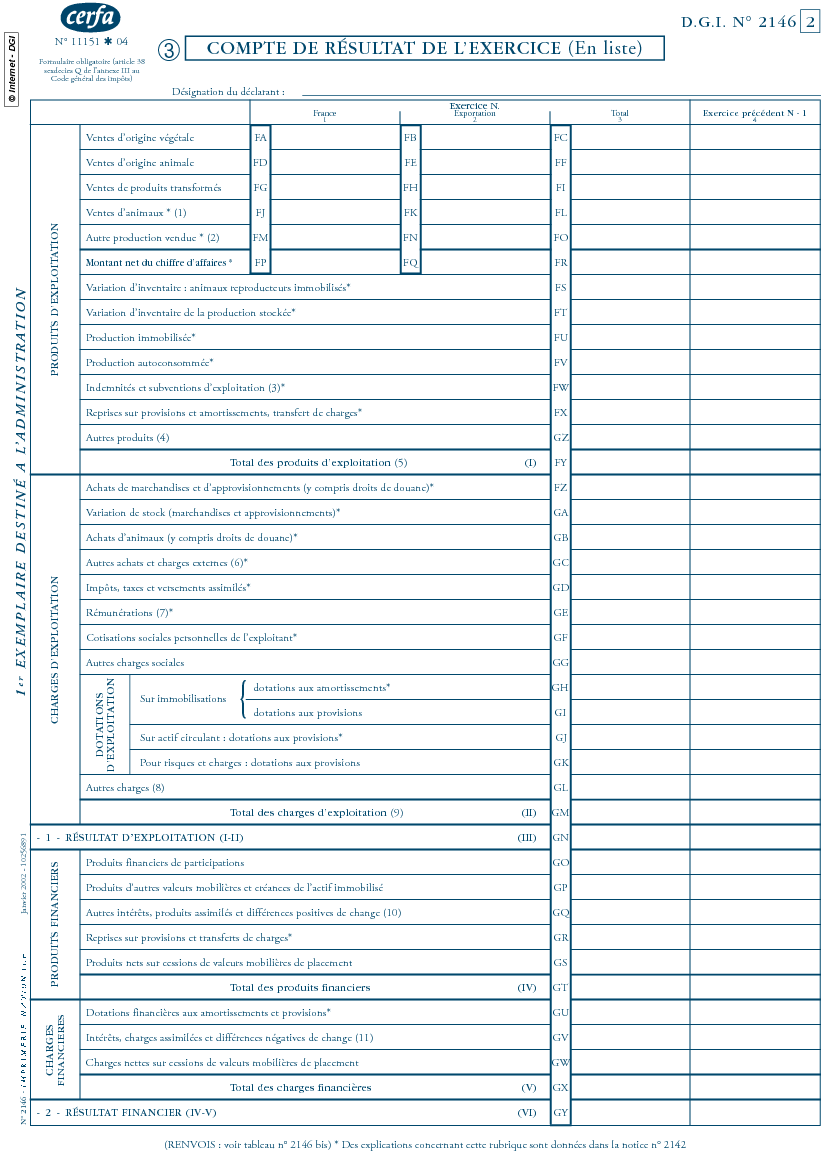 cerfa
N° 11151 ✱ 04
Formulaire obligatoire (article 38
sexdecies Q de l'annexe III au
Code général des impôts)
D.G.I. N° 2146 2
3 COMPTE DE RÉSULTAT DE L'EXERCICE (En liste)
© Internet - DGI
Désignation du déclarant :
Exercice N.
France
1
Exportation
2
Total
3
Exercice précédent N - 1
4
1er EXEMPLAIRE DESTINÉ A L'ADMINISTRATION
PRODUITS D'EXPLOITATION
Ventes d'origine végétale FA FB FC
Ventes d'origine animale FD FE FF
Ventes de produits transformés FG FH FI
Ventes d'animaux * (1) FJ FK FL
Autre production vendue * (2) FM FN FO
Montant net du chiffre d'affaires * FP FQ FR
Variation d'inventaire : animaux reproducteurs immobilisés* FS
Variation d'inventaire de la production stockée* FT
Production immobilisée* FU
Production autoconsommée* FV
Indemnités et subventions d'exploitation (3)* FW
Reprises sur provisions et amortissements, transfert de charges* FX
Autres produits (4) GZ
Total des produits d'exploitation (5) (I) FY
CHARGES D'EXPLOITATION
Achats de marchandises et d'approvisionnements (y compris droits de douane)* FZ
Variation de stock (marchandises et approvisionnements)* GA
Achats d'animaux (y compris droits de douane)* GB
Autres achats et charges externes (6)* GC
Impôts, taxes et versements assimilés* GD
Rémunérations (7)* GE
Cotisations sociales personnelles de l'exploitant* GF
Autres charges sociales GG
DOTATIONS
D'EXPLOITATION
Sur immobilisations
dotations aux amortissements* GH
dotations aux provisions GI
Sur actif circulant : dotations aux provisions* GJ
Pour risques et charges : dotations aux provisions GK
Autres charges (8) GL
Total des charges d'exploitation (9) (II) GM
- 1 - RÉSULTAT D'EXPLOITATION (I-II) (III) GN
PRODUITS FINANCIERS
Produits financiers de participations GO
Produits d'autres valeurs mobilières et créances de l'actif immobilisé GP
Autres intérêts, produits assimilés et différences positives de change (10) GQ
Reprises sur provisions et transferts de charges* GR
Produits nets sur cessions de valeurs mobilières de placement GS
Total des produits financiers (IV) GT
CHARGES
FINANCIERES
Dotations financières aux amortissements et provisions* GU
Intérêts, charges assimilées et différences négatives de change (11) GV
Charges nettes sur cessions de valeurs mobilières de placement GW
Total des charges financières (V) GX
- 2 - RÉSULTAT FINANCIER (IV-V) (VI) GY
N° 2146 - IMPRIMERIE NATIONALE
Janvier 2002 - 10256891
(RENVOIS : voir tableau n° 2146 bis) * Des explications concernant cette rubrique sont données dans la notice n° 2142